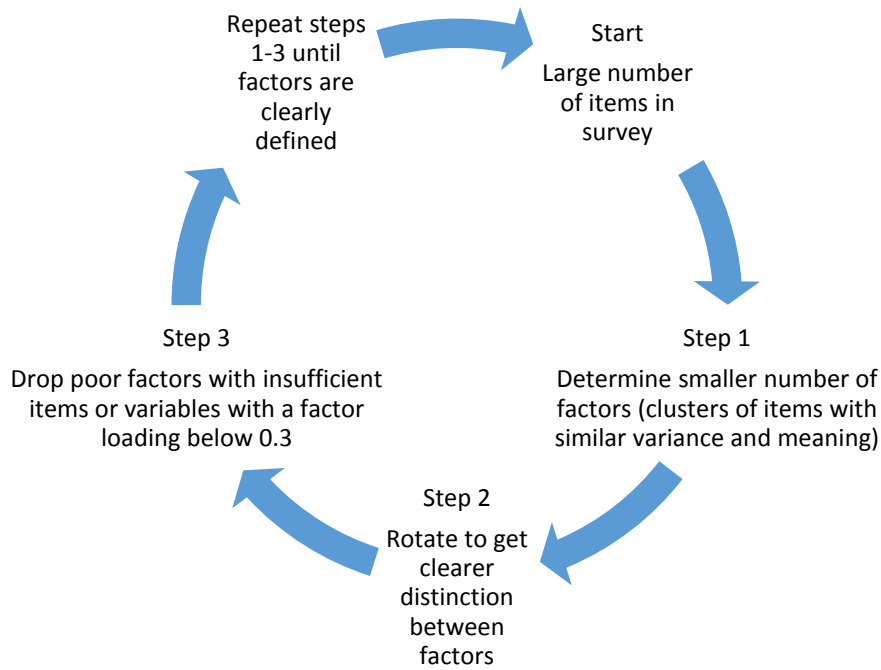 Start
Large number
of items in
survey
Step 1
Determine smaller number of
factors (clusters of items with
similar variance and meaning)
Step 2
Rotate to get
clearer
distinction
between
factors
Step 3
Drop poor factors with insufficient
items or variables with a factor
loading below 0.3
Repeat steps
1-3 until
factors are
clearly
defined